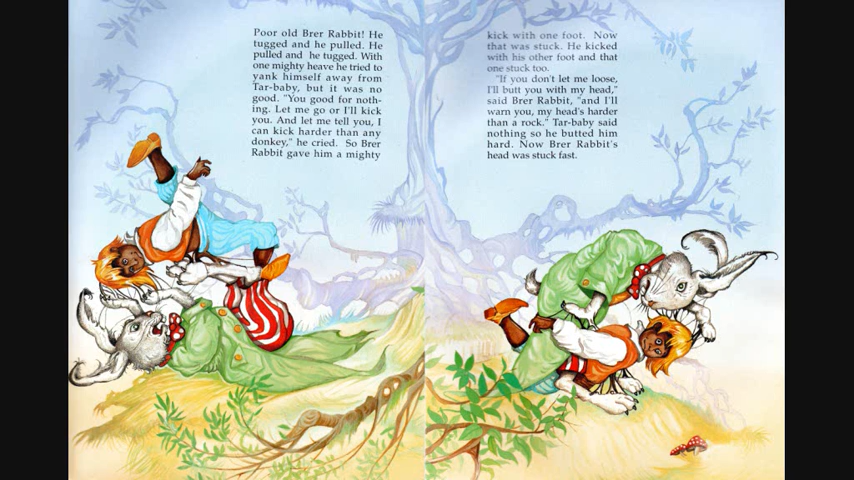 Poor old Brer Rabbit! He
tugged and he pulled. He
pulled and he tugged. With
one mighty heave he tried to
yank himself away from
Tar-baby, but it was no
good. "You good for noth-
ing. Let me go or I'll kick
you. And let me tell you, I
can kick harder than any
donkey," he cried. So Brer
Rabbit gave him a mighty
kick with one foot. Now
that was stuck. He kicked
with his other foot and that
one stuck too.
"If you don't let me loose,
I'll butt you with my head,"
said Brer Rabbit, "and I'll
warn you, my head's harder
than a rock." Tar-baby said
nothing so he butted him
hard. Now Brer Rabbit's
head was stuck fast.